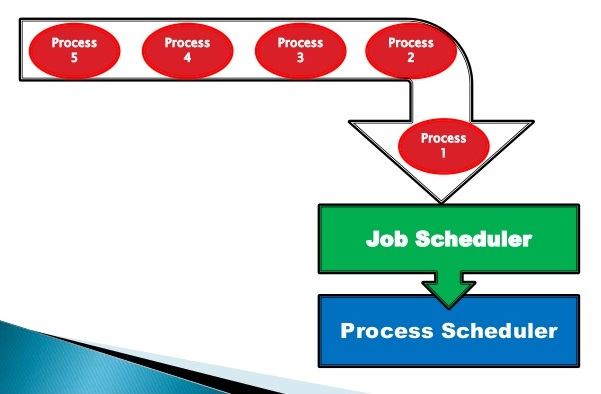 Process
5
Process
4
Process
3
Process
2
Process
1
Job Scheduler
Process Scheduler